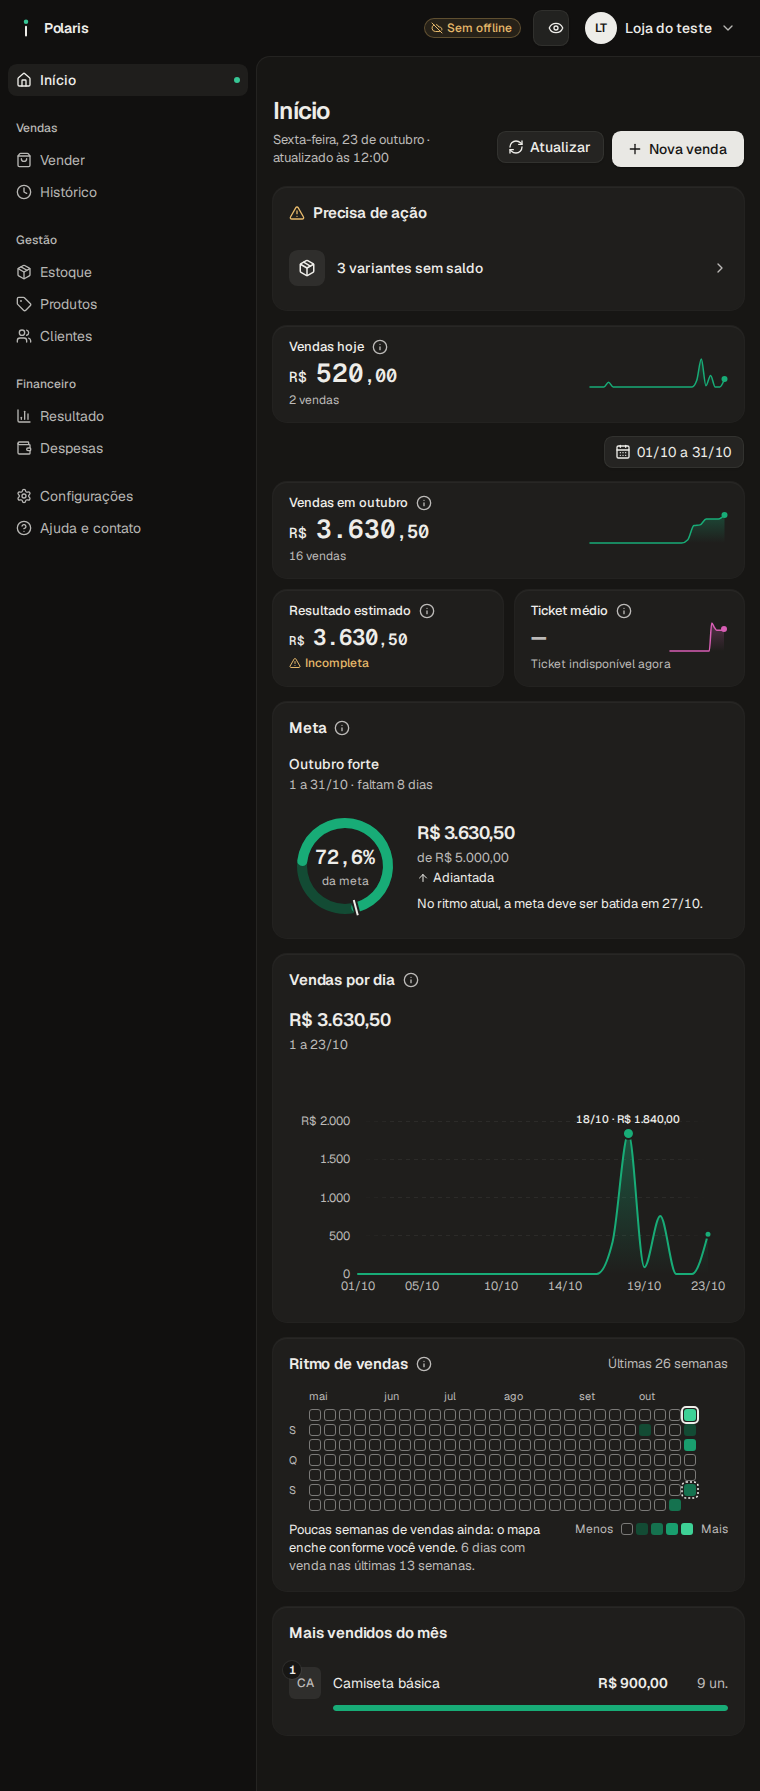 Polaris
Sem offline
LT
Loja do teste
Início
Vendas
Vender
Histórico
Gestão
Estoque
Produtos
Clientes
Financeiro
Resultado
Despesas
Configurações
Ajuda e contato
Início
Sexta-feira, 23 de outubro ·
atualizado às 12:00
Atualizar
Nova venda
Precisa de ação
3 variantes sem saldo
Vendas hoje
R$ 520,00
2 vendas
01/10 a 31/10
Vendas em outubro
R$ 3.630,50
16 vendas
Resultado estimado
R$ 3.630,50
Incompleta
Ticket médio
—
Ticket indisponível agora
Meta
Outubro forte
1 a 31/10 · faltam 8 dias
72,6%
da meta
R$ 3.630,50
de R$ 5.000,00
Adiantada
No ritmo atual, a meta deve ser batida em 27/10.
Vendas por dia
R$ 3.630,50
1 a 23/10
18/10 · R$ 1.840,00
R$ 2.000
1.500
1.000
500
0
01/10 05/10 10/10 14/10 19/10 23/10
Ritmo de vendas
Últimas 26 semanas
mai jun jul ago set out
S
Q
S
Poucas semanas de vendas ainda: o mapa
enche conforme você vende. 6 dias com
venda nas últimas 13 semanas.
Menos
Mais
Mais vendidos do mês
1
CA
Camiseta básica
R$ 900,00
9 un.